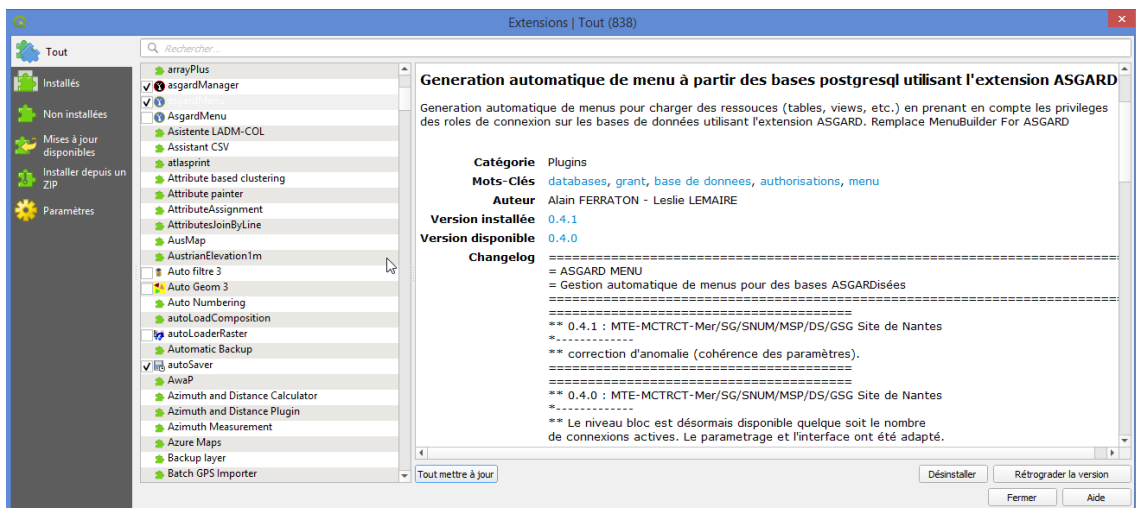 Extensions | Tout (838)
Tout
Installés
Non installées
Mises à jour
disponibles
Installer depuis un
ZIP
Paramètres
Rechercher...
arrayPlus
asgardManager
asgardMenu
AsgardMenu
Asistente LADM-COL
Assistant CSV
atlasprint
Attribute based clustering
Attribute painter
AttributeAssignment
AttributesJoinByLine
AusMap
AustrianElevation1m
Auto filtre 3
Auto Geom 3
Auto Numbering
autoLoadComposition
autoLoaderRaster
Automatic Backup
autoSaver
AwaP
Azimuth and Distance Calculator
Azimuth and Distance Plugin
Azimuth Measurement
Azure Maps
Backup layer
Batch GPS Importer
Generation automatique de menu à partir des bases postgresql utilisant l'extension ASGARD
Generation automatique de menus pour charger des ressouces (tables, views, etc.) en prenant en compte les privileges
des roles de connexion sur les bases de données utilisant l'extension ASGARD. Remplace MenuBuilder For ASGARD
Catégorie Plugins
Mots-Clés databases, grant, base de donnees, authorisations, menu
Auteur Alain FERRATON - Leslie LEMAIRE
Version installée 0.4.1
Version disponible 0.4.0
Changelog ========================================================================
= ASGARD MENU
= Gestion automatique de menus pour des bases ASGARDisées
========================================================================
======================================
** 0.4.1 : MTE-MCTRCT-Mer/SG/SNUM/MSP/DS/GSG Site de Nantes
*-------------
** correction d'anomalie (cohérence des paramètres).
======================================
======================================
** 0.4.0 : MTE-MCTRCT-Mer/SG/SNUM/MSP/DS/GSG Site de Nantes
*-------------
** Le niveau bloc est désormais disponible quelque soit le nombre
de connexions actives. Le parametrage et l'interface ont été adapté.
Tout mettre à jour
Désinstaller
Rétrograder la version
Fermer
Aide